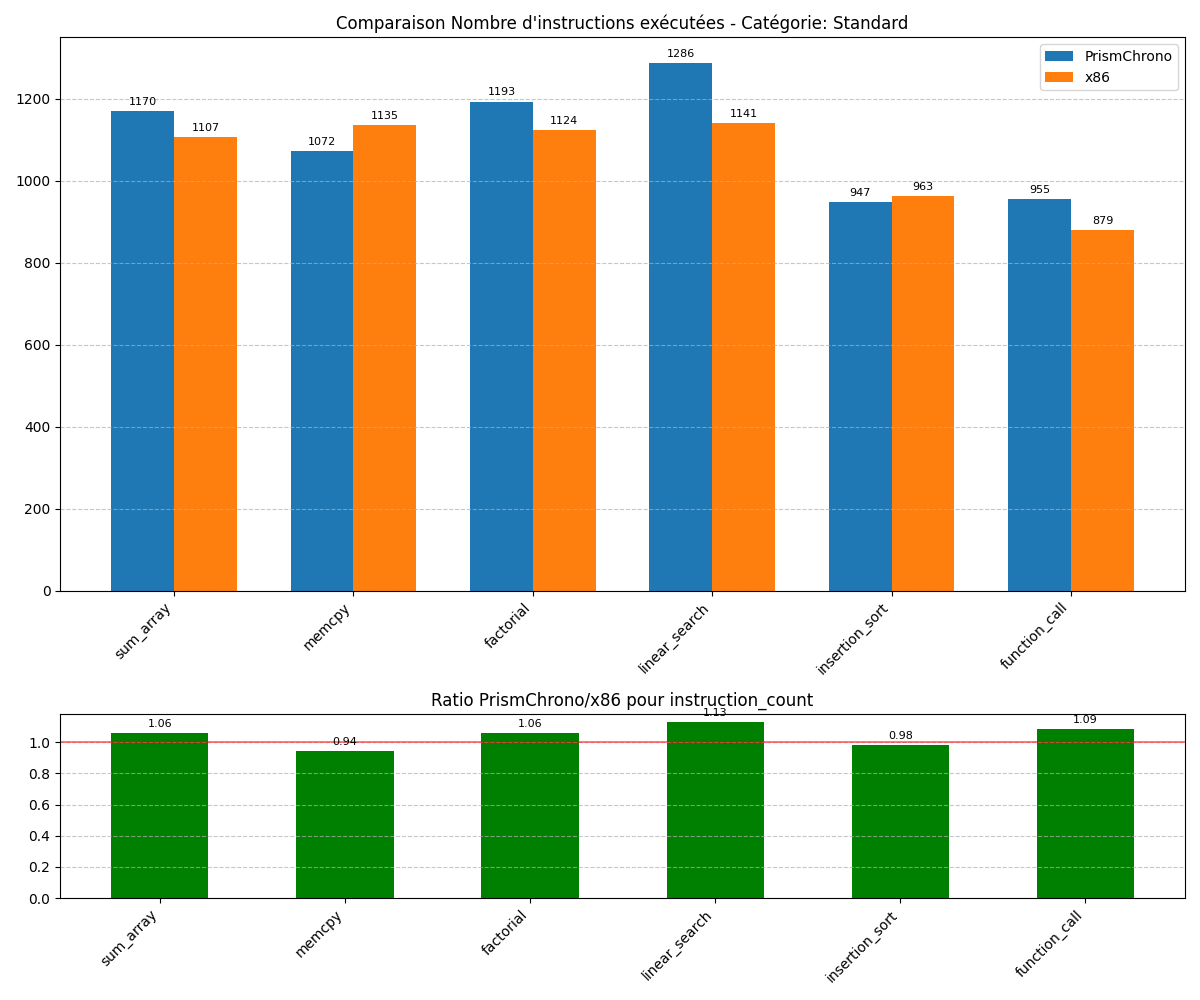 Comparaison Nombre d'instructions exécutées - Catégorie: Standard
PrismChrono
x86
1200
1000
800
600
400
200
0
1170
1107
1072
1135
1193
1124
1286
1141
947
963
955
879
sum_array
memcpy
factorial
linear_search
insertion_sort
function_call
Ratio PrismChrono/x86 pour instruction_count
1.0
0.8
0.6
0.4
0.2
0.0
1.06
0.94
1.06
1.13
0.98
1.09
sum_array
memcpy
factorial
linear_search
insertion_sort
function_call